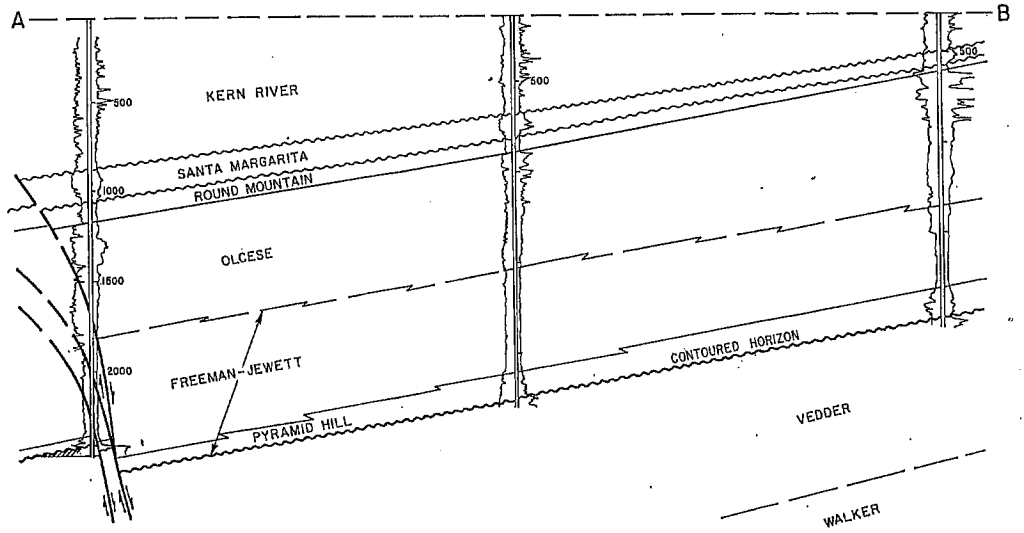 A
B
KERN RIVER
500
500
500
SANTA MARGARITA
1000
ROUND MOUNTAIN
OLCESE
1500
FREEMAN-JEWETT
2000
CONTOURED HORIZON
PYRAMID HILL
VEDDER
WALKER